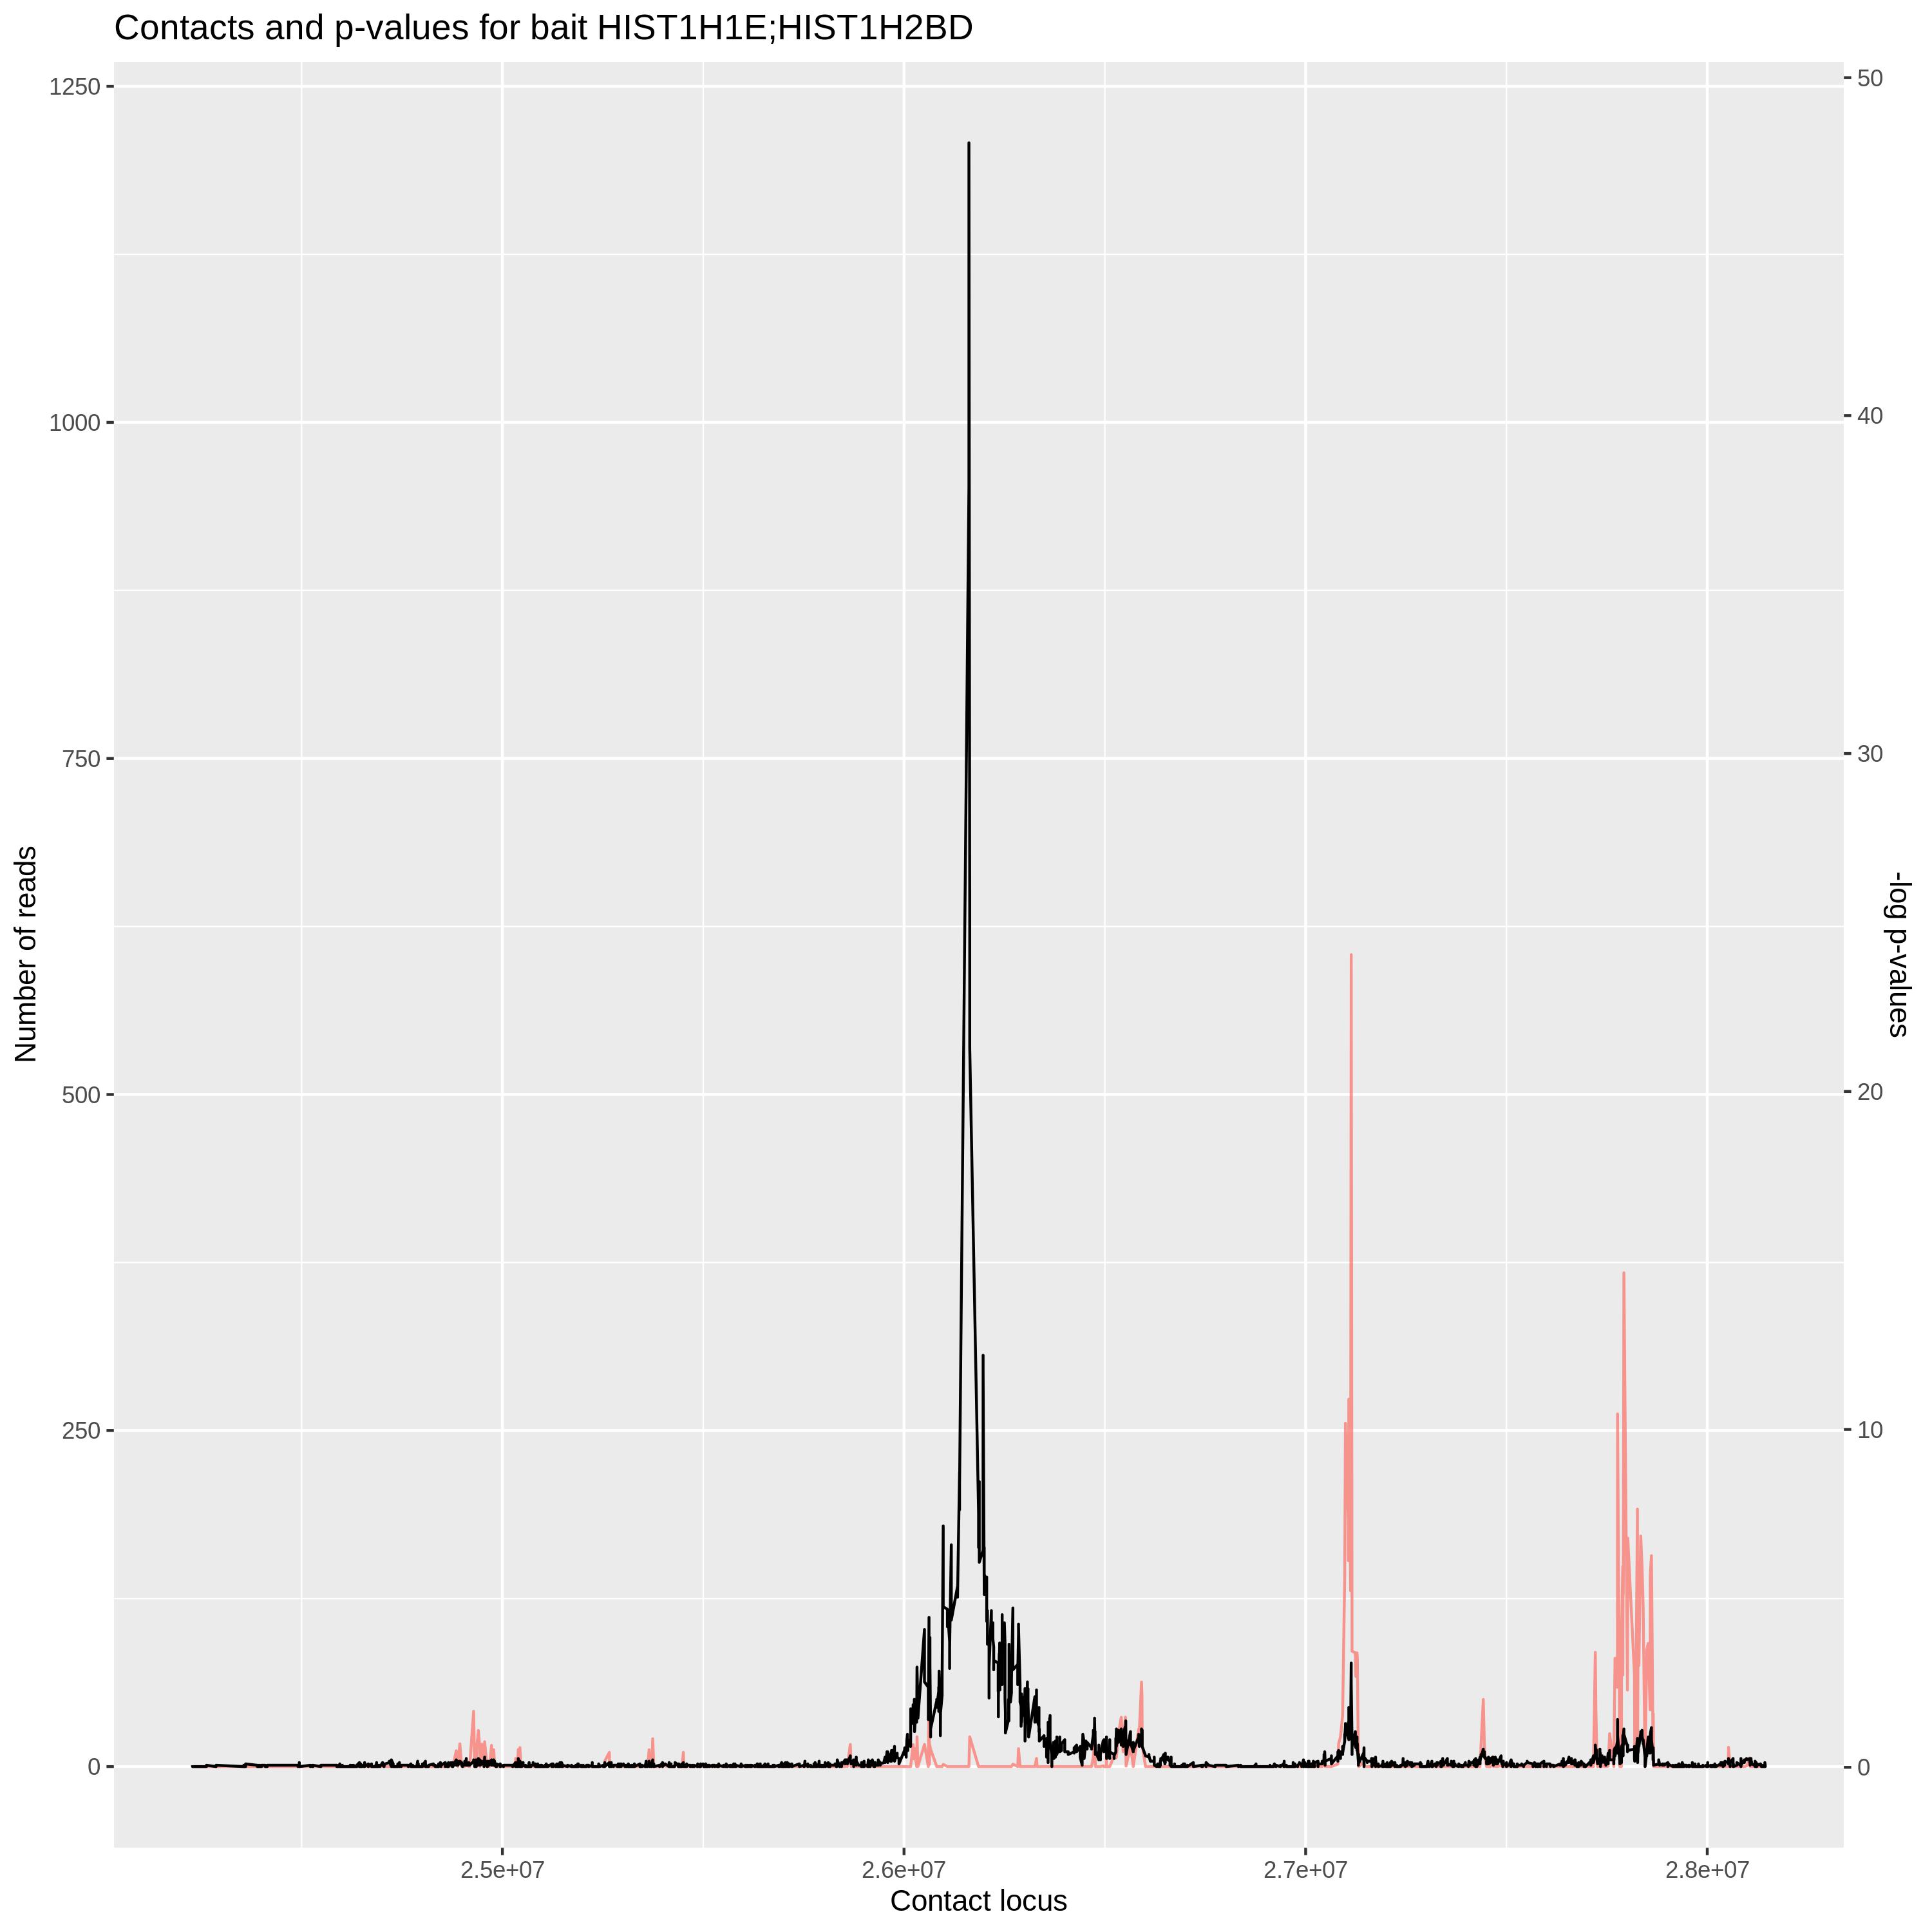 Contacts and p-values for bait HIST1H1E;HIST1H2BD
1250
1000
750
500
250
0
Number of reads
50
40
30
20
10
0
-log p-values
2.5e+07
2.6e+07
2.7e+07
2.8e+07
Contact locus